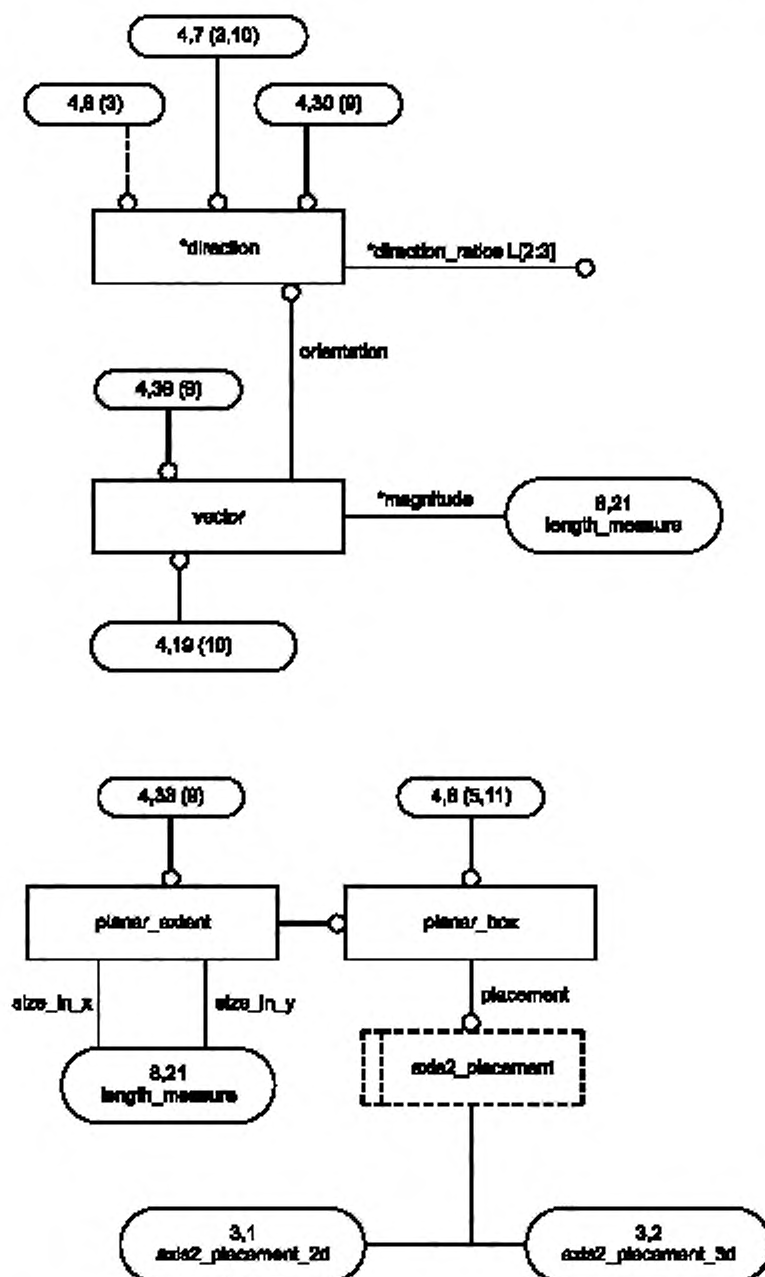 4,7 (3,10)
4,8 (3)
4,30 (9)
*direction
*direction_ratios L[2:3]
orientation
4,39 (9)
vector
*magnitude
8,21
length_measure
4,19 (10)
4,33 (9)
4,6 (5,11)
planar_extent
planar_box
size_in_x
size_in_y
placement
8,21
length_measure
axis2_placement
3,1
axis2_placement_2d
3,2
axis2_placement_3d